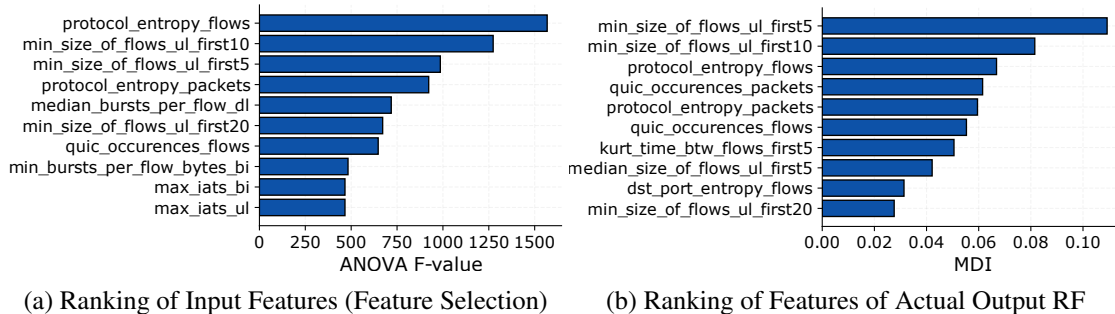 protocol_entropy_flows
min_size_of_flows_ul_first10
min_size_of_flows_ul_first5
protocol_entropy_packets
median_bursts_per_flow_dl
min_size_of_flows_ul_first20
quic_occurences_flows
min_bursts_per_flow_bytes_bi
max_iats_bi
max_iats_ul
0 250 500 750 1000 1250 1500
ANOVA F-value
(a) Ranking of Input Features (Feature Selection)
min_size_of_flows_ul_first5
min_size_of_flows_ul_first10
protocol_entropy_flows
quic_occurences_packets
protocol_entropy_packets
quic_occurences_flows
kurt_time_btw_flows_first5
median_size_of_flows_ul_first5
dst_port_entropy_flows
min_size_of_flows_ul_first20
0.00 0.02 0.04 0.06 0.08 0.10
MDI
(b) Ranking of Features of Actual Output RF